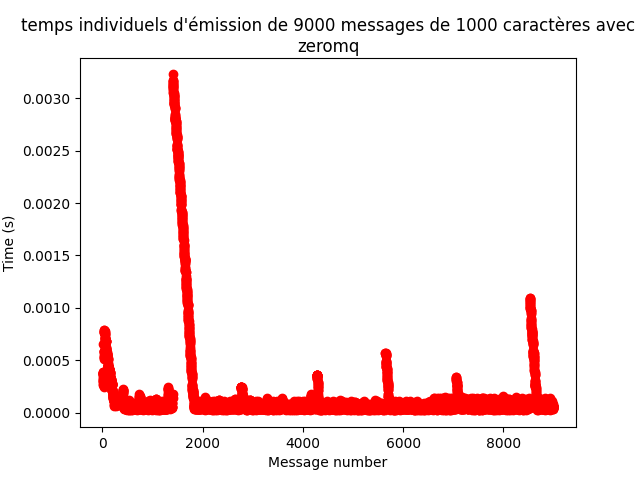 temps individuels d'émission de 9000 messages de 1000 caractères avec
zeromq
0.0030
0.0025
0.0020
0.0015
0.0010
0.0005
0.0000
Time (s)
0 2000 4000 6000 8000
Message number